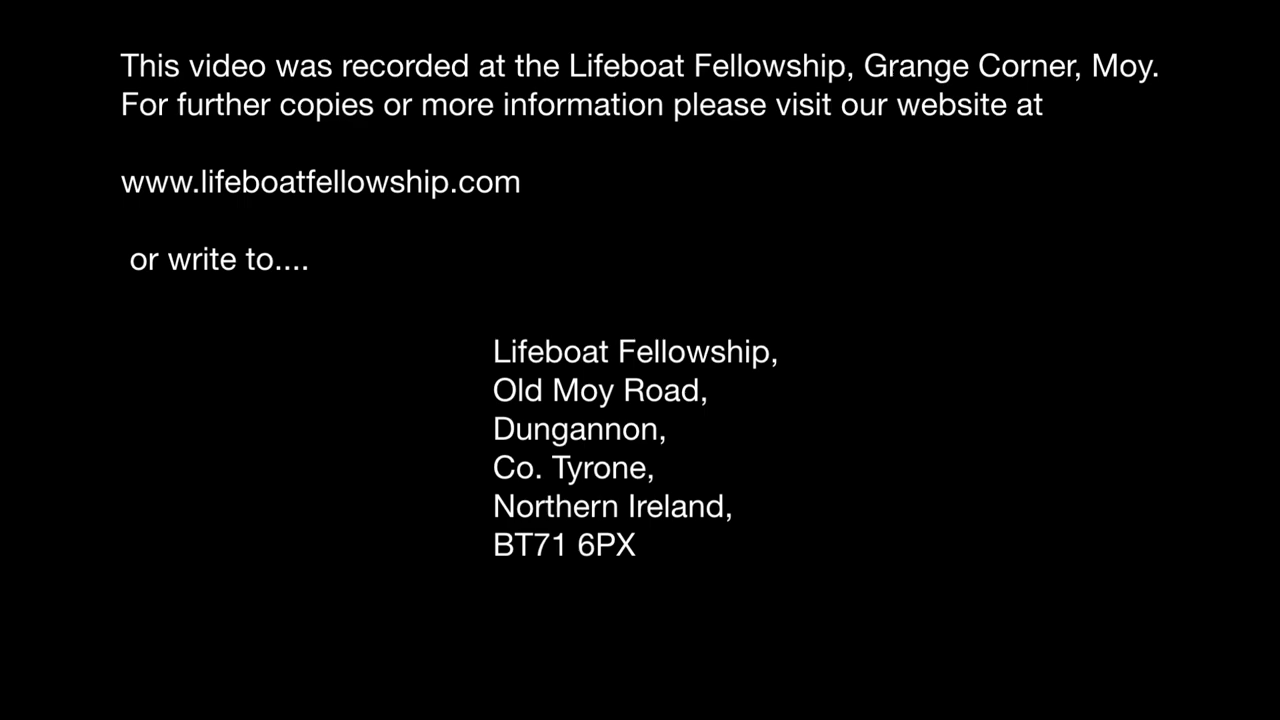 This video was recorded at the Lifeboat Fellowship, Grange Corner, Moy.
For further copies or more information please visit our website at
www.lifeboatfellowship.com
or write to....
Lifeboat Fellowship,
Old Moy Road,
Dungannon,
Co. Tyrone,
Northern Ireland,
BT71 6PX